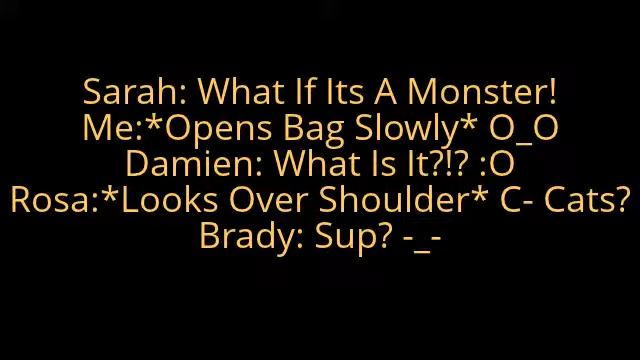 Sarah: What If Its A Monster!
Me:*Opens Bag Slowly* O_O
Damien: What Is It?!? :O
Rosa:*Looks Over Shoulder* C- Cats?
Brady: Sup? -_-